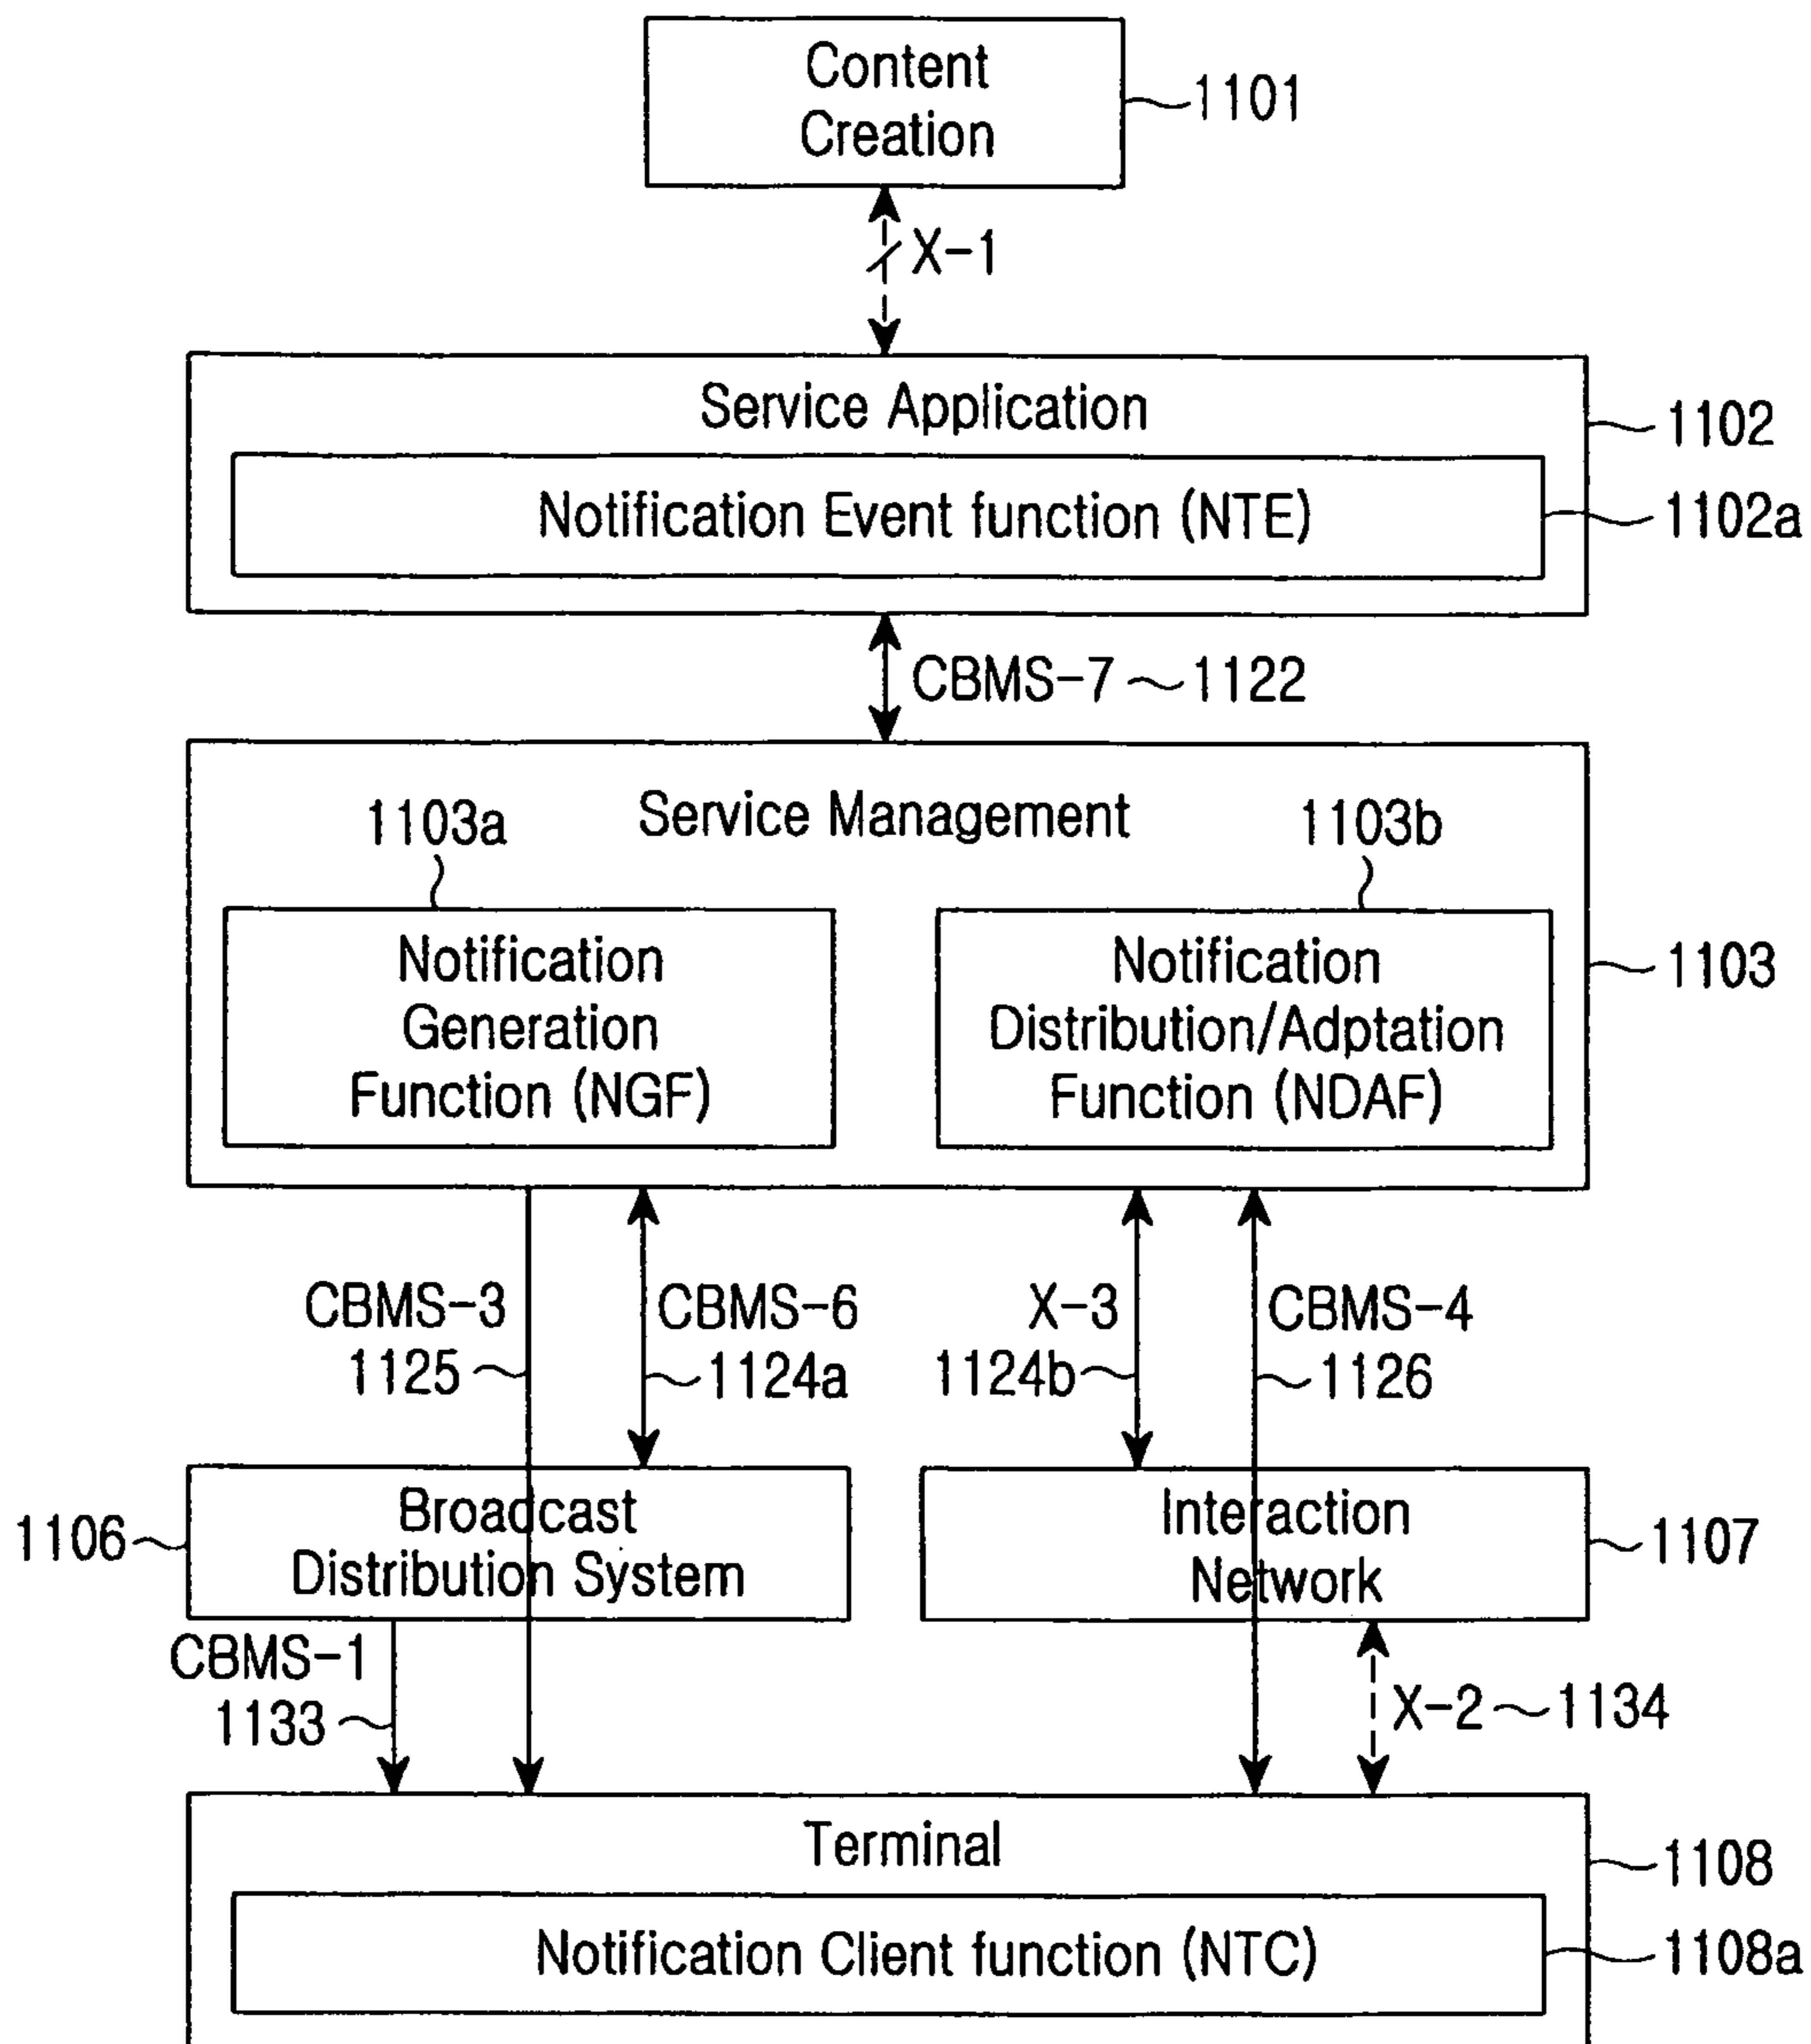 Content
Creation
1101
X-1
Service Application
1102
Notification Event function (NTE)
1102a
CBMS-7
1122
Service Management
1103a
1103b
Notification
Generation
Function (NGF)
Notification
Distribution/Adptation
Function (NDAF)
1103
CBMS-3
1125
CBMS-6
1124a
X-3
1124b
CBMS-4
1126
1106
Broadcast
Distribution System
Interaction
Network
1107
CBMS-1
1133
X-2
1134
Terminal
1108
Notification Client function (NTC)
1108a